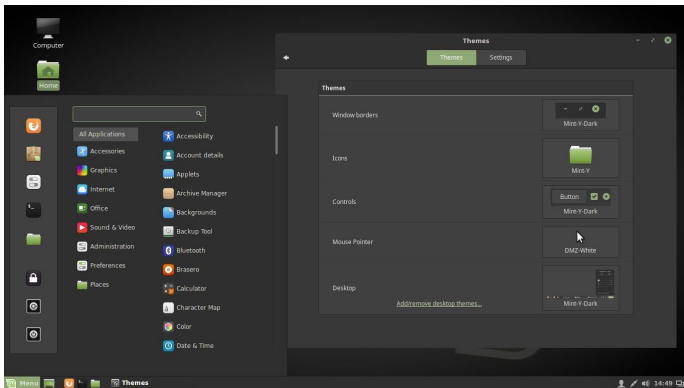 Computer
Home
Themes
Themes Settings
Themes
Window borders
Mint-Y-Dark
Icons
Mint-Y
Controls
Button
Mint-Y-Dark
Mouse Pointer
DMZ-White
Desktop
Add/remove desktop themes...
Mint-Y-Dark
All Applications
Accessories
Graphics
Internet
Office
Sound & Video
Administration
Preferences
Places
Accessibility
Account details
Applets
Archive Manager
Backgrounds
Backup Tool
Bluetooth
Brasero
Calculator
Character Map
Color
Date & Time
Menu
Themes
14:49